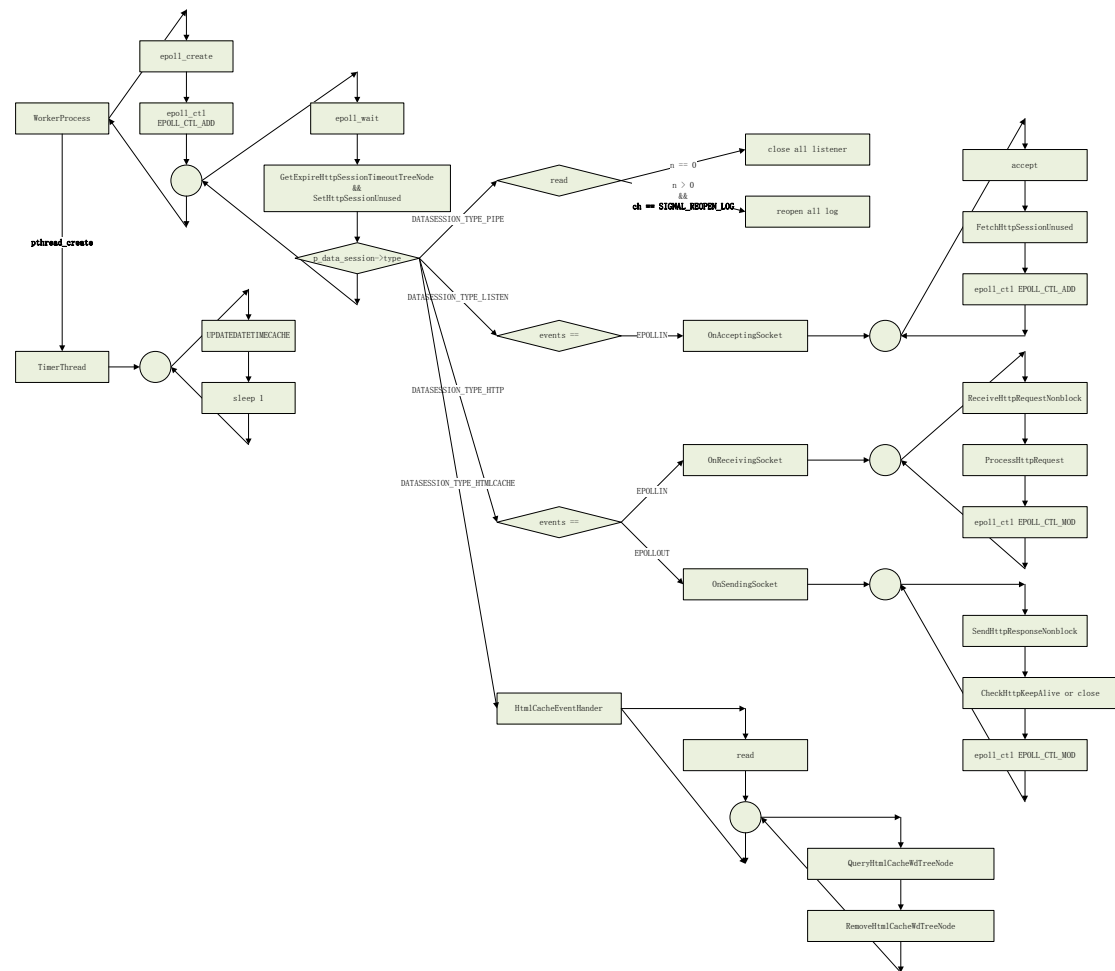 epoll_create
WorkerProcess
epoll_ctl
EPOLL_CTL_ADD
pthread_create
TimerThread
UPDATEDATETIMECACHE
sleep 1
epoll_wait
GetExpireHttpSessionTimeoutTreeNode
&&
SetHttpSessionUnused
p_data_session->type
DATASESSION_TYPE_PIPE
read
n == 0
close all listener
n > 0
&&
ch == SIGMAL_REOPEN_LOG
reopen all log
DATASESSION_TYPE_LISTEN
events ==
EPOLLIN
OnAcceptingSocket
accept
FetchHttpSessionUnused
epoll_ctl EPOLL_CTL_ADD
DATASESSION_TYPE_HTTP
events ==
EPOLLIN
OnReceivingSocket
ReceiveHttpRequestNonblock
ProcessHttpRequest
epoll_ctl EPOLL_CTL_MOD
EPOLLOUT
OnSendingSocket
SendHttpResponseNonblock
CheckHttpKeepAlive or close
epoll_ctl EPOLL_CTL_MOD
DATASESSION_TYPE_HTMLCACHE
HtmlCacheEventHander
read
QueryHtmlCacheWdTreeNode
RemoveHtmlCacheWdTreeNode